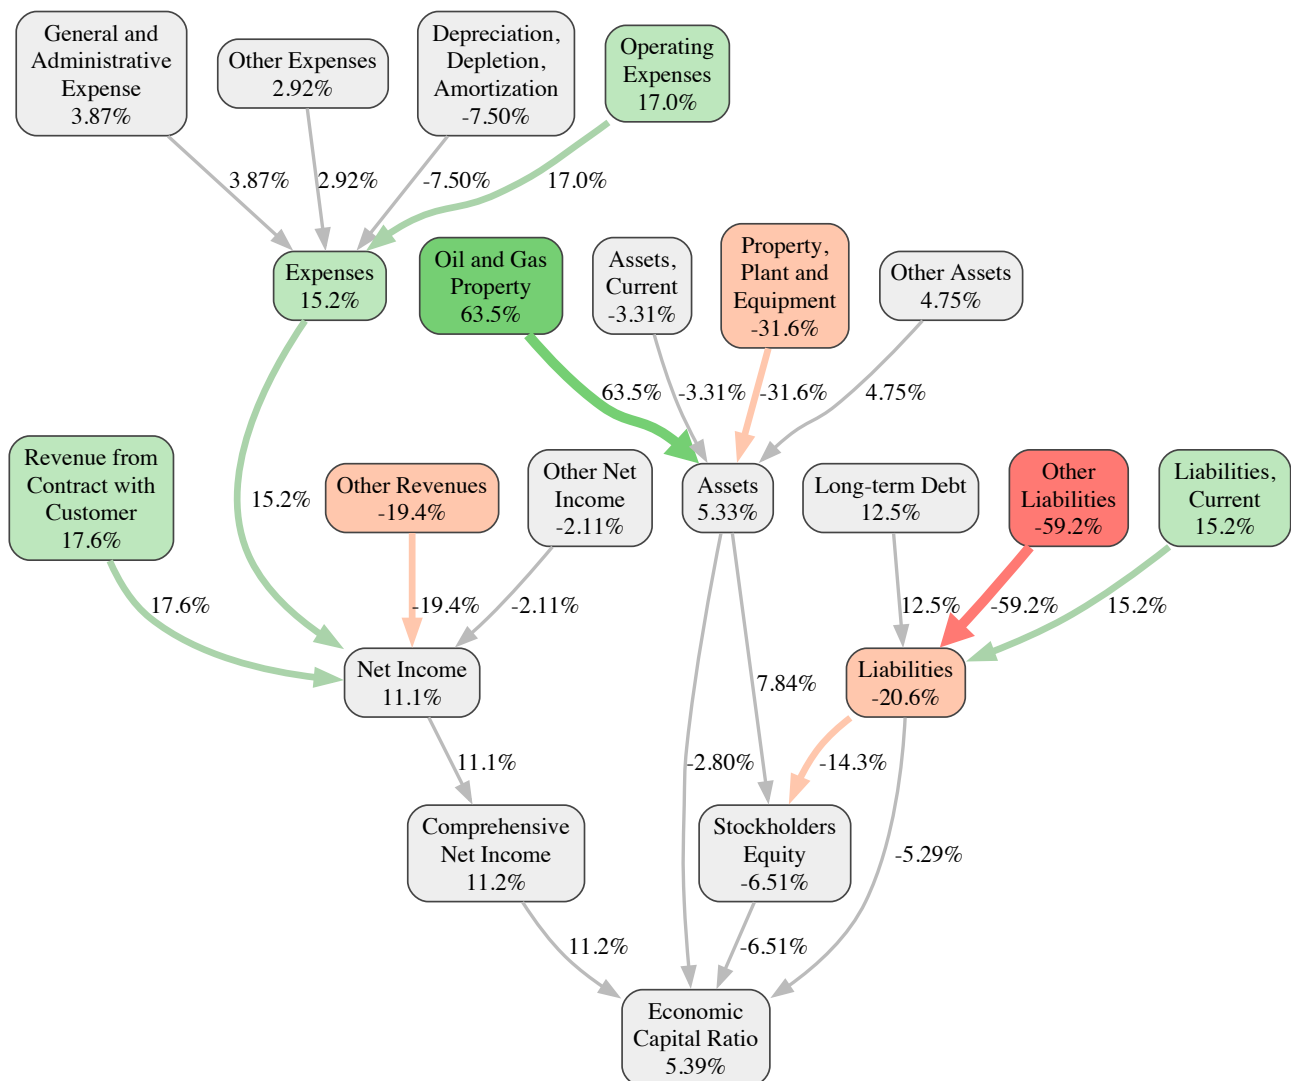 General and
Administrative
Expense
3.87%
Other Expenses
2.92%
Depreciation,
Depletion,
Amortization
-7.50%
Operating
Expenses
17.0%
3.87%
2.92%
-7.50%
17.0%
Expenses
15.2%
Oil and Gas
Property
63.5%
Assets,
Current
-3.31%
Property,
Plant and
Equipment
-31.6%
Other Assets
4.75%
63.5%
-3.31%
-31.6%
4.75%
Revenue from
Contract with
Customer
17.6%
15.2%
Other Revenues
-19.4%
Other Net
Income
-2.11%
Assets
5.33%
Long-term Debt
12.5%
Other
Liabilities
-59.2%
Liabilities,
Current
15.2%
17.6%
-19.4%
-2.11%
12.5%
-59.2%
15.2%
Net Income
11.1%
7.84%
Liabilities
-20.6%
11.1%
-2.80%
-14.3%
Comprehensive
Net Income
11.2%
Stockholders
Equity
-6.51%
-5.29%
11.2%
-6.51%
Economic
Capital Ratio
5.39%